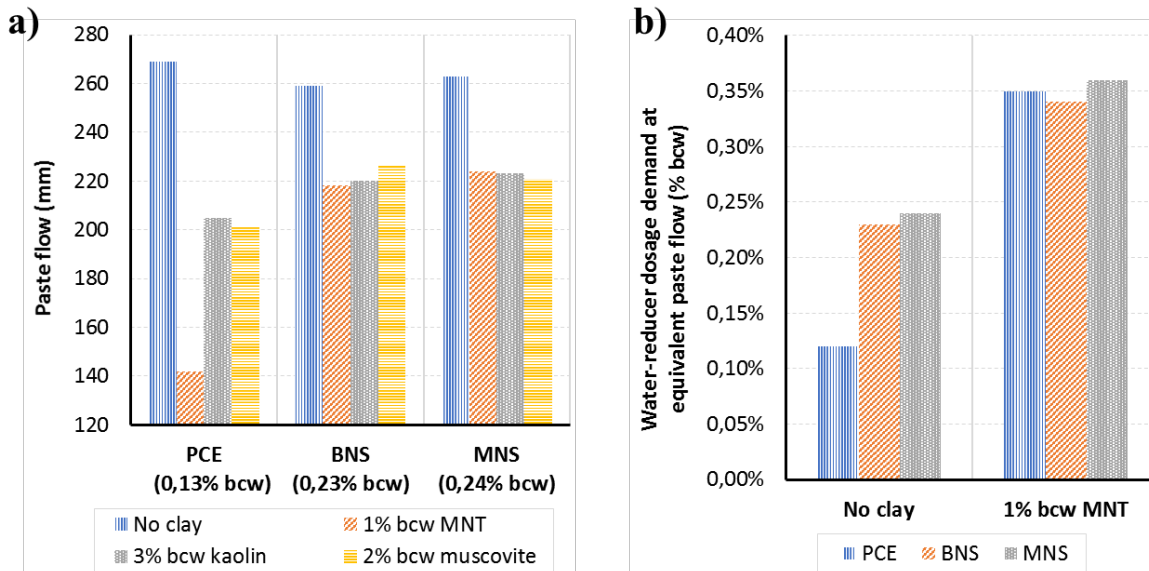 a)
280
260
240
220
200
180
160
140
120
Paste flow (mm)
PCE
(0,13% bcw)
BNS
(0,23% bcw)
MNS
(0,24% bcw)
No clay
1% bcw MNT
3% bcw kaolin
2% bcw muscovite
b)
0,40%
0,35%
0,30%
0,25%
0,20%
0,15%
0,10%
0,05%
0,00%
Water-reducer dosage demand at
equivalent paste flow (% bcw)
No clay
1% bcw MNT
PCE
BNS
MNS